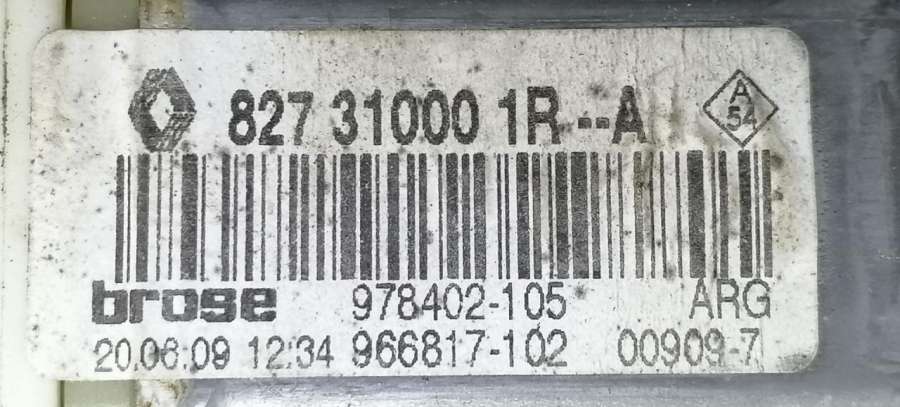 827 31000 1R --A
A
54
brose 978402-105 ARG
20.06:09 12:34 966817-102 00909-7